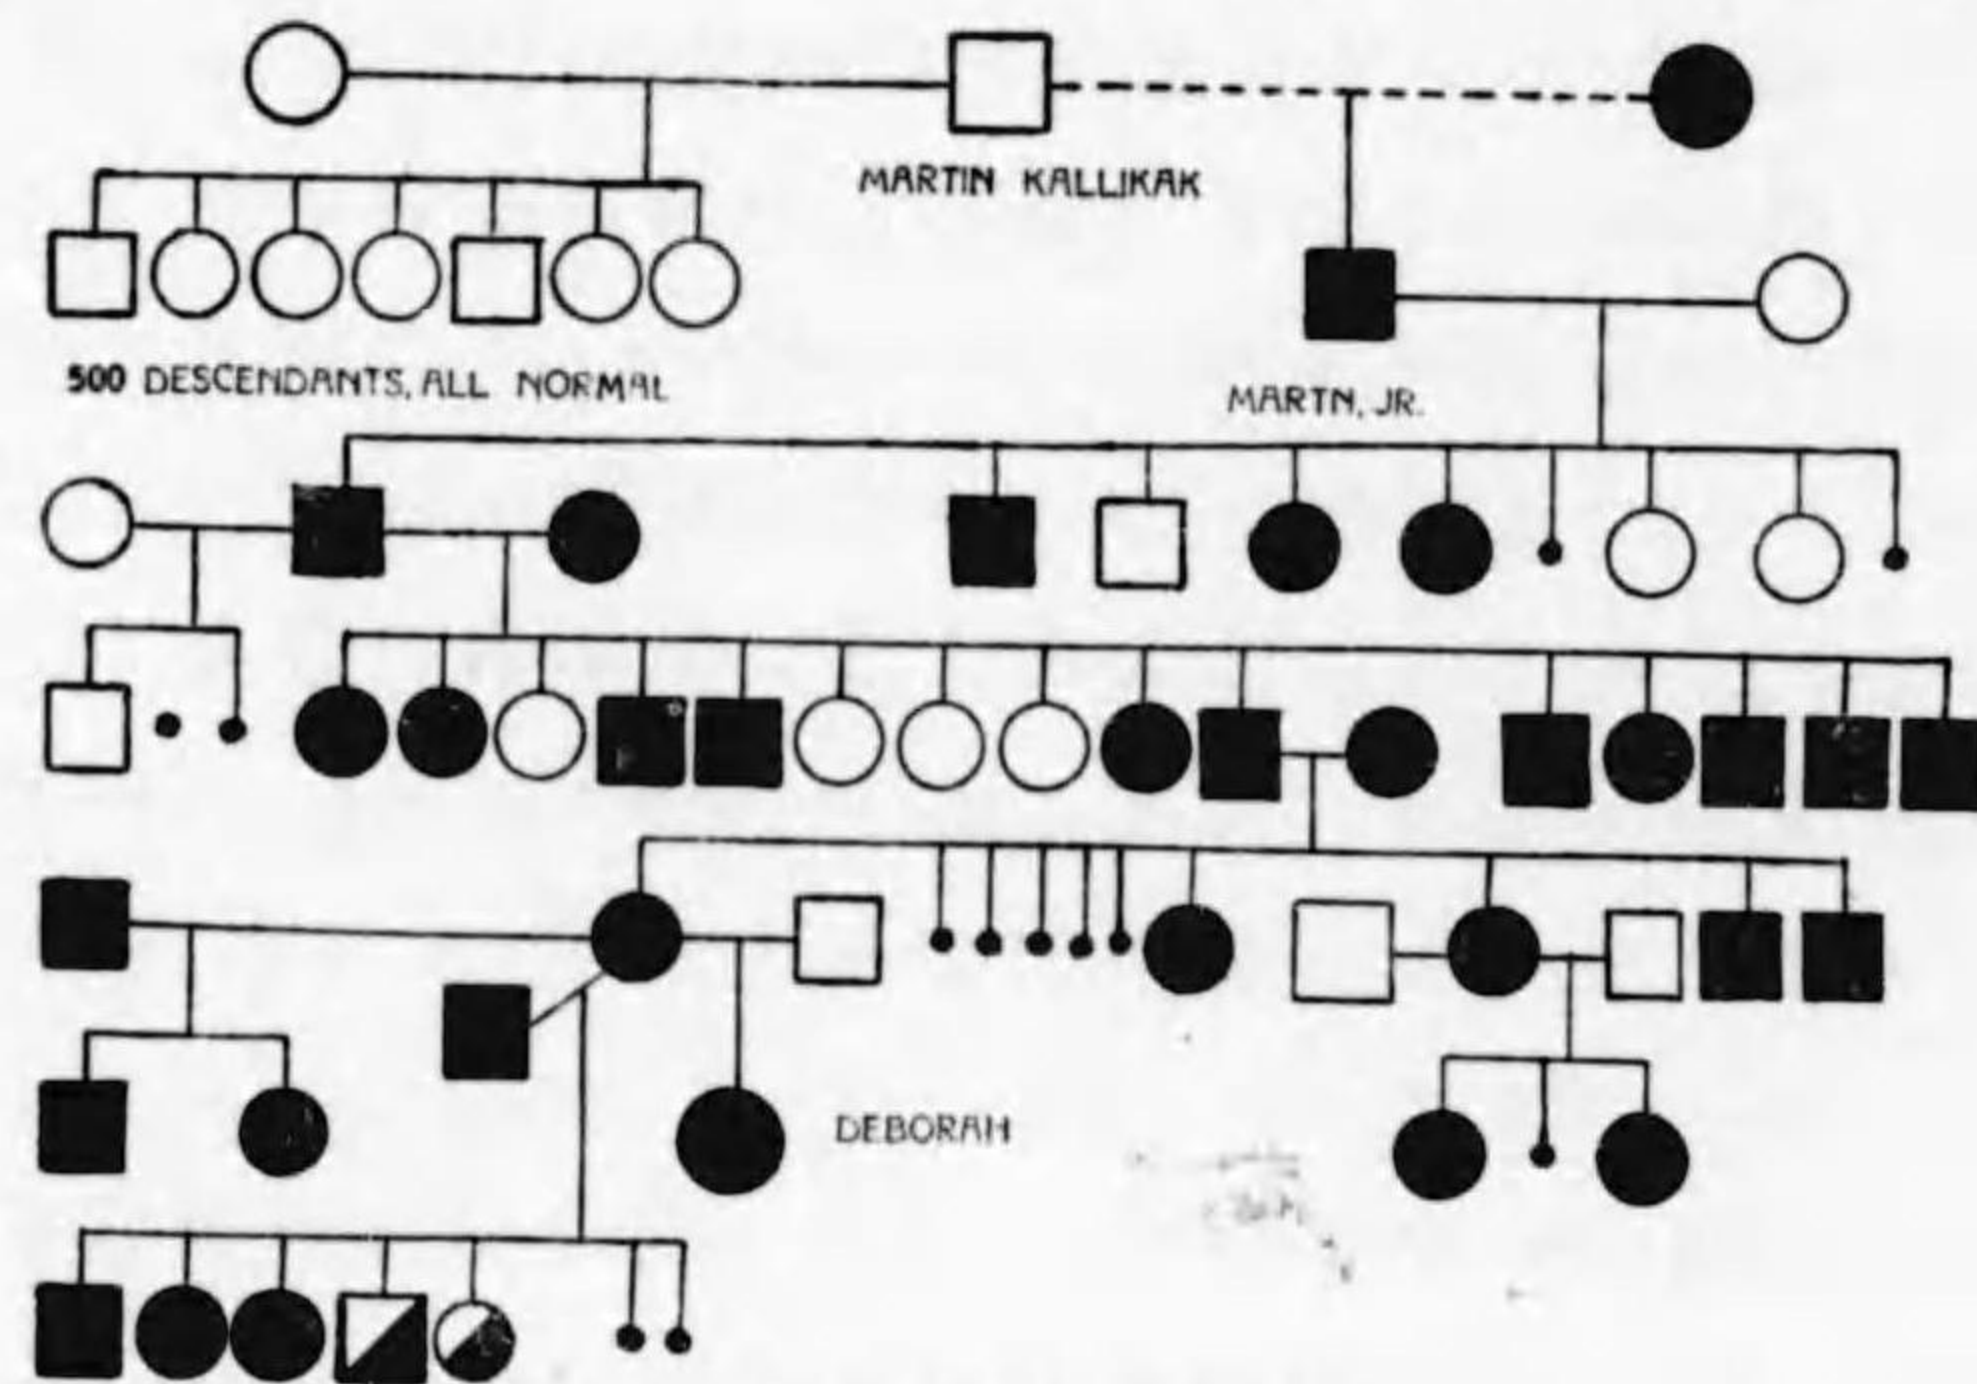 MARTIN KALLIKAK
500 DESCENDANTS, ALL NORMAL
MARTN, JR.
DEBORAH